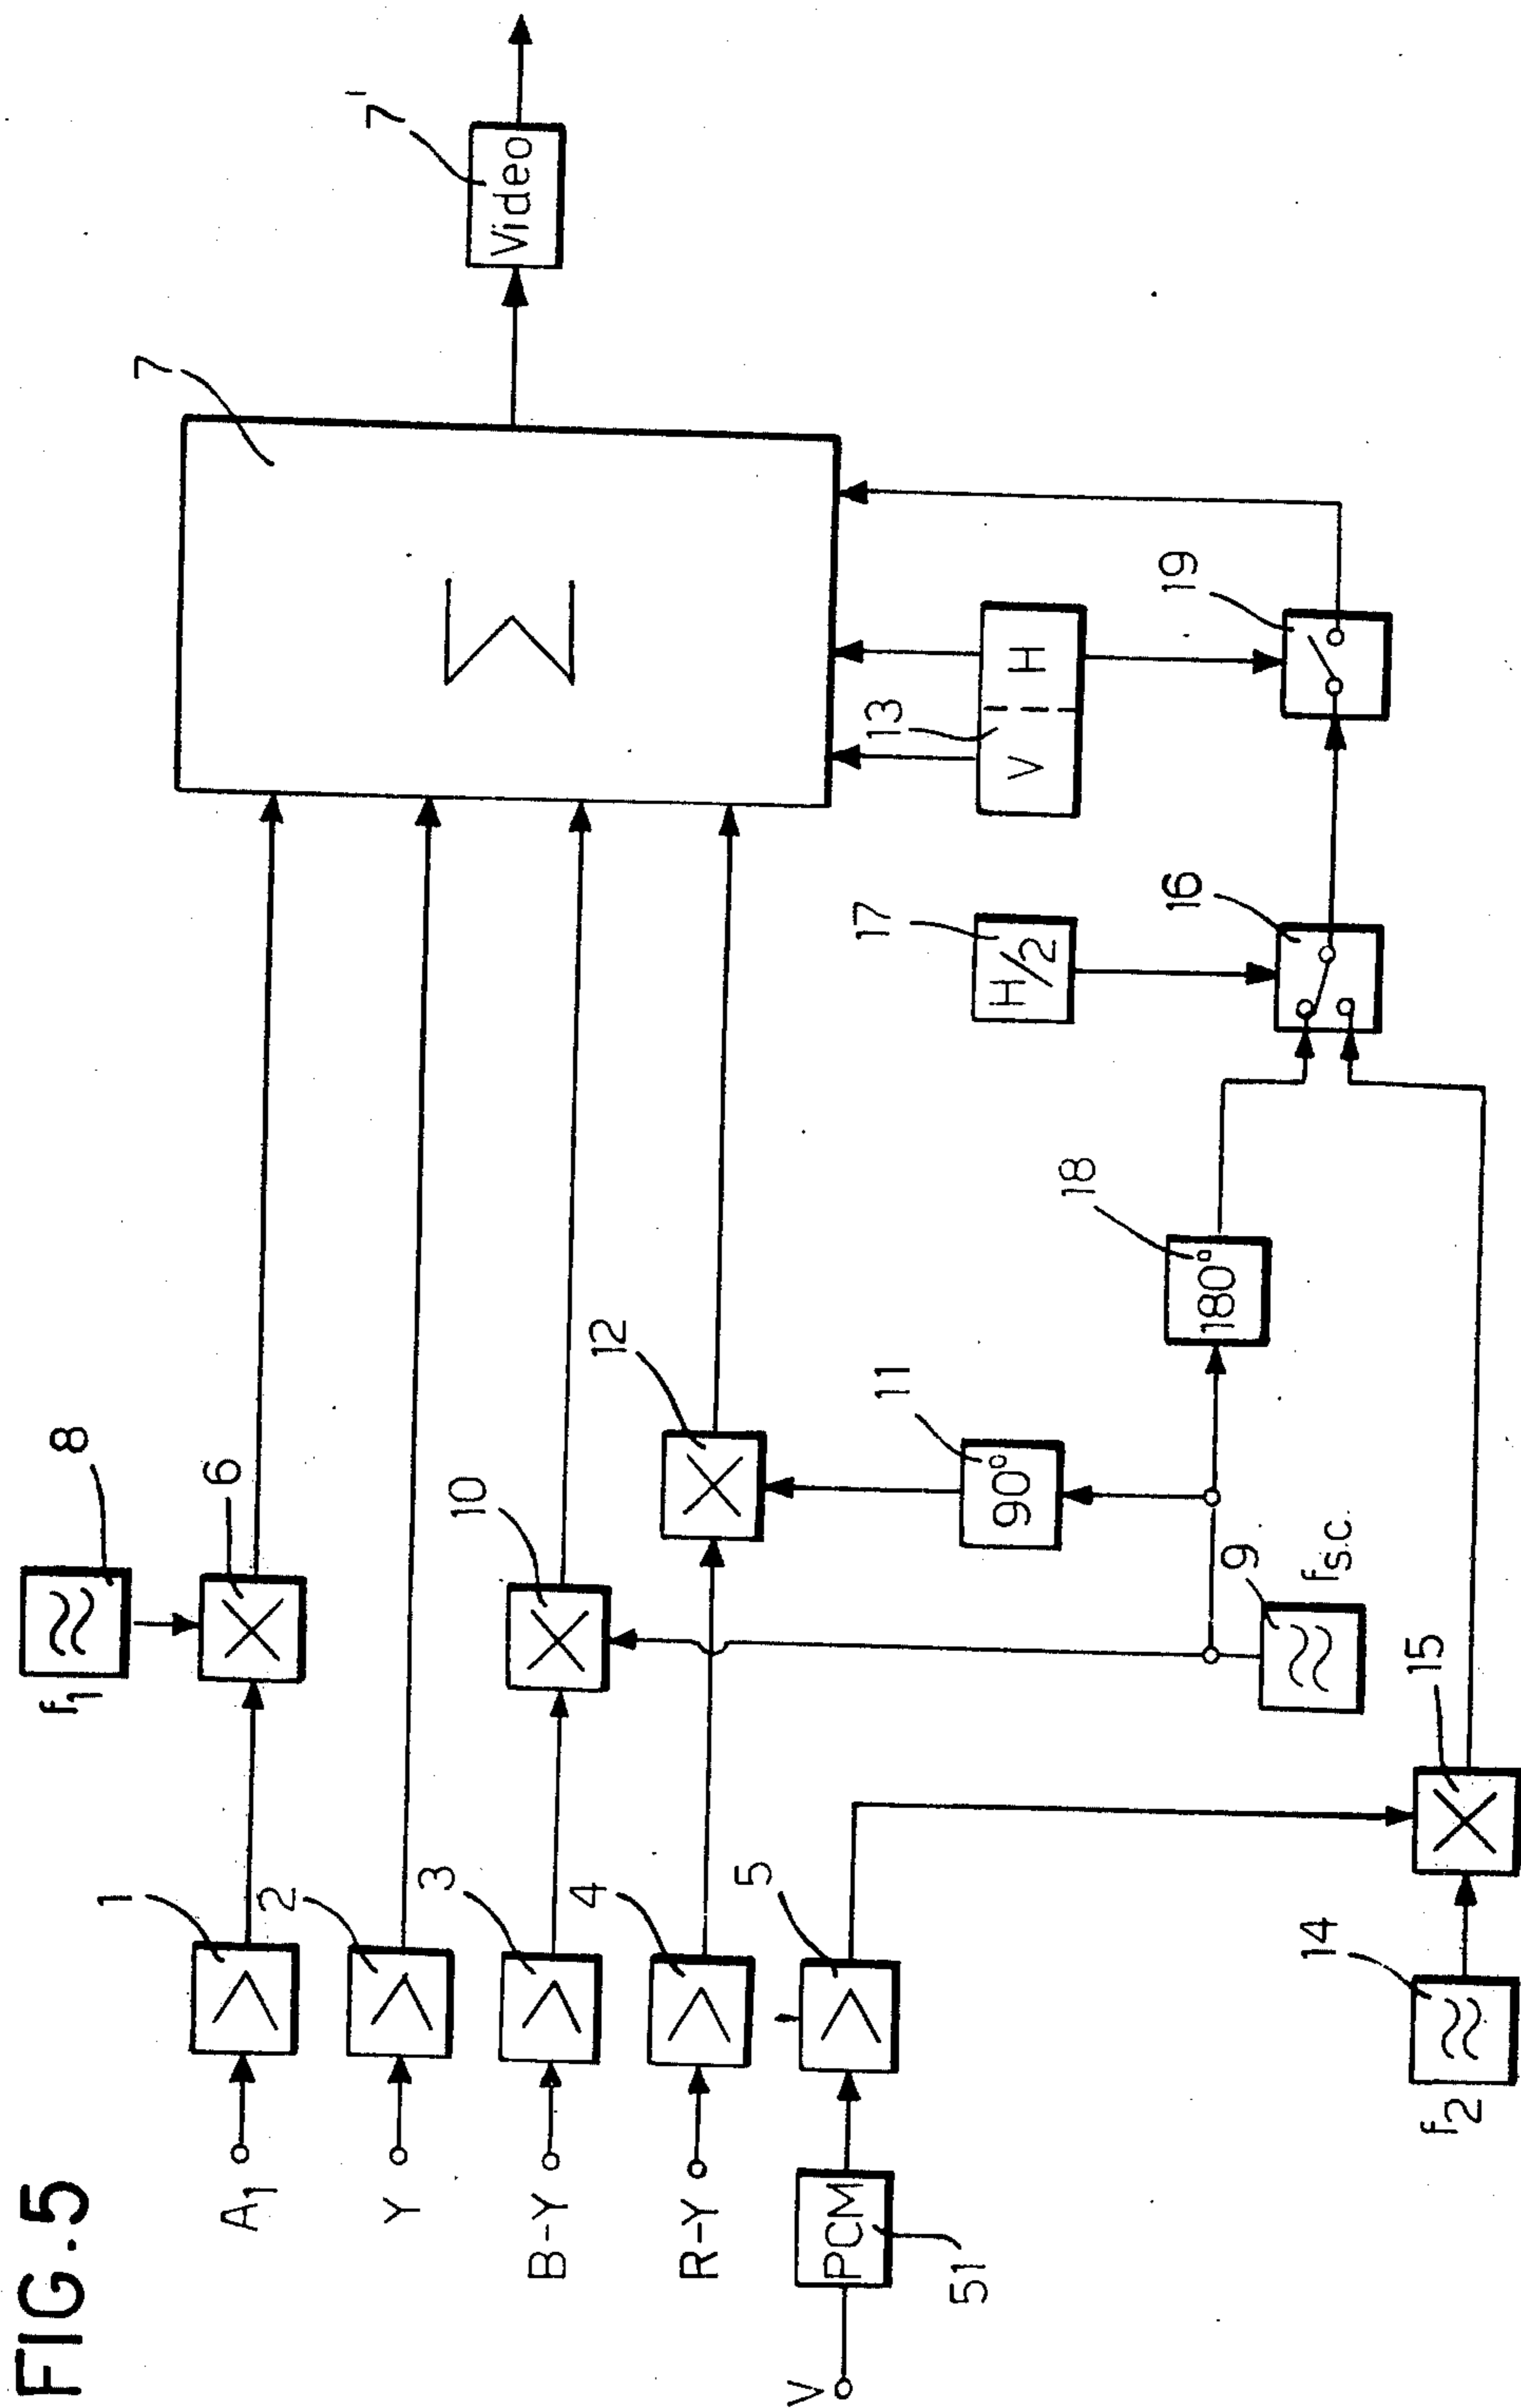 FIG. 5
8
f1
6
A1
1
Y
2
B-Y
3
10
R-Y
4
12
V
PCM
51
5
7
Σ
Video
7'
90°
11
180°
18
9
fs.c.
H/2
17
16
V
H
13
19
f2
14
15